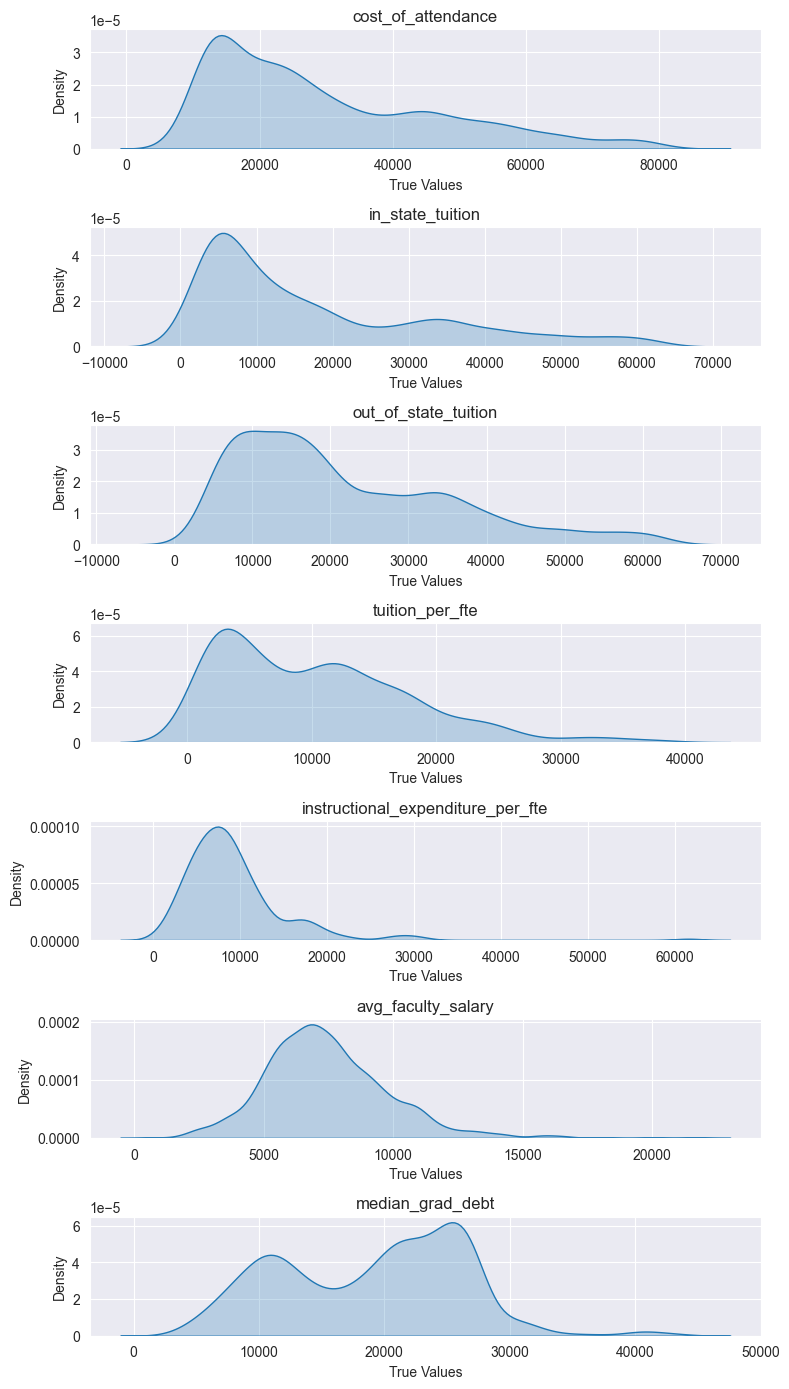 cost_of_attendance
1e−5
3
2
1
0
Density
0 20000 40000 60000 80000
True Values
in_state_tuition
1e−5
4
2
0
Density
−10000 0 10000 20000 30000 40000 50000 60000 70000
True Values
out_of_state_tuition
1e−5
3
2
1
0
Density
−10000 0 10000 20000 30000 40000 50000 60000 70000
True Values
tuition_per_fte
1e−5
6
4
2
0
Density
0 10000 20000 30000 40000
True Values
instructional_expenditure_per_fte
0.00010
0.00005
0.00000
Density
0 10000 20000 30000 40000 50000 60000
True Values
avg_faculty_salary
0.0002
0.0001
0.0000
Density
0 5000 10000 15000 20000
True Values
median_grad_debt
1e−5
6
4
2
0
Density
0 10000 20000 30000 40000 50000
True Values